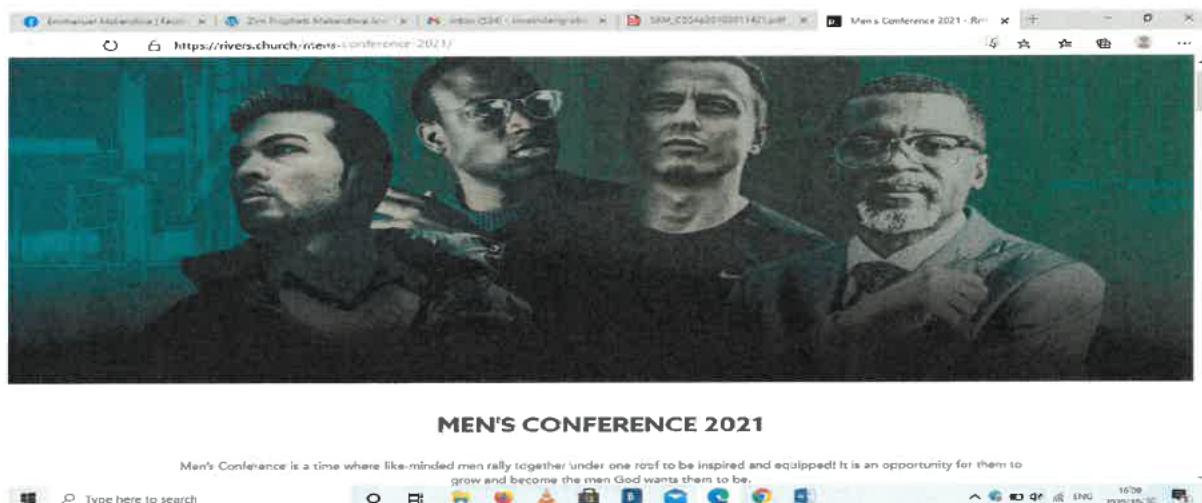 Men's Conference 2021
https://rivers.church/mens-conference-2021/
MEN'S CONFERENCE 2021
Men's Conference is a time where like-minded men rally together under one roof to be inspired and equipped! It is an opportunity for them to
grow and become the men God wants them to be.
Type here to search
ENG
16:09